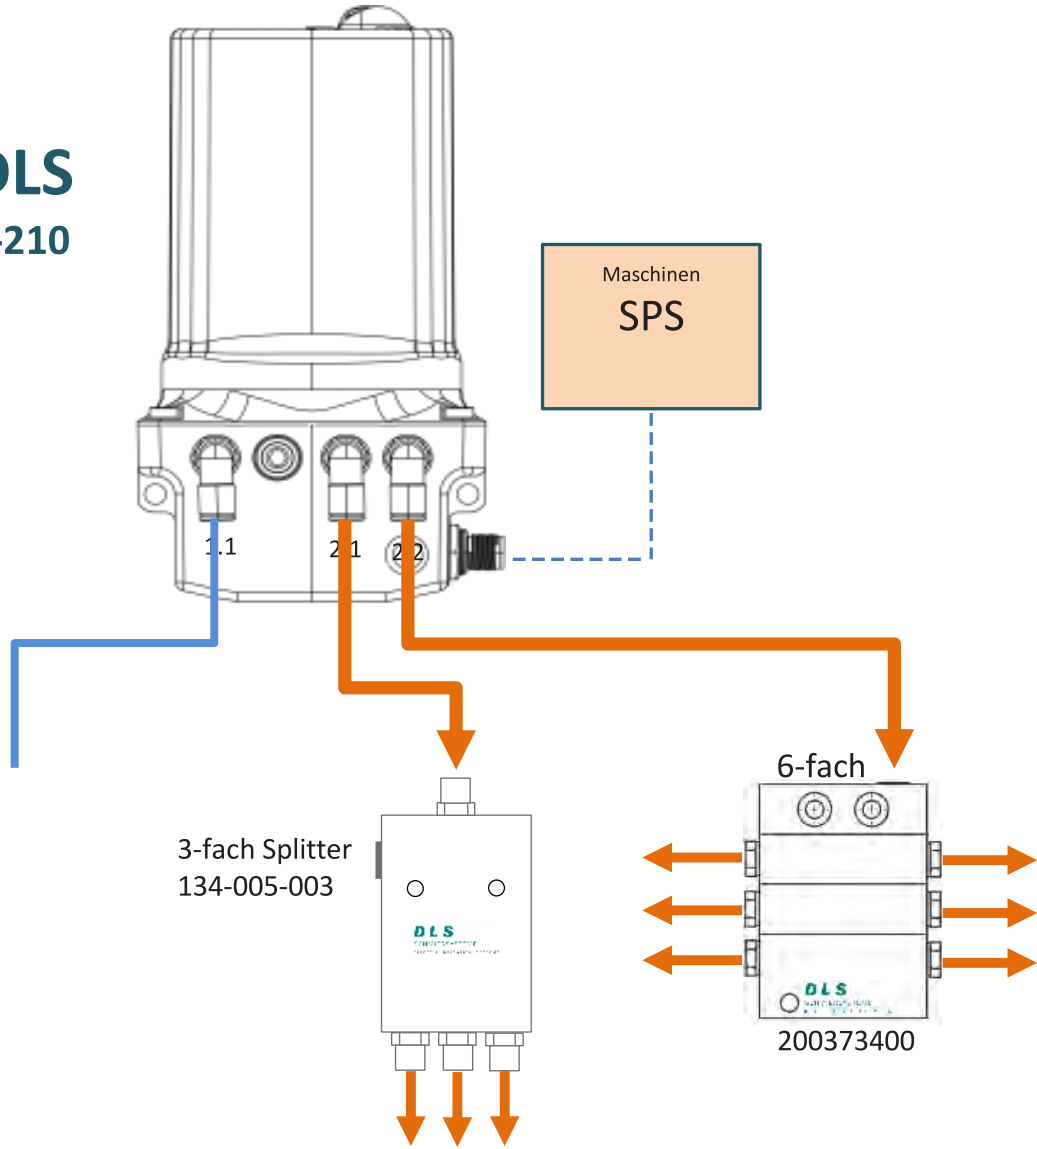 DLS
-210
Maschinen
SPS
1.1
2.1
2.2
6-fach
3-fach Splitter
134-005-003
DLS
DLS
200373400